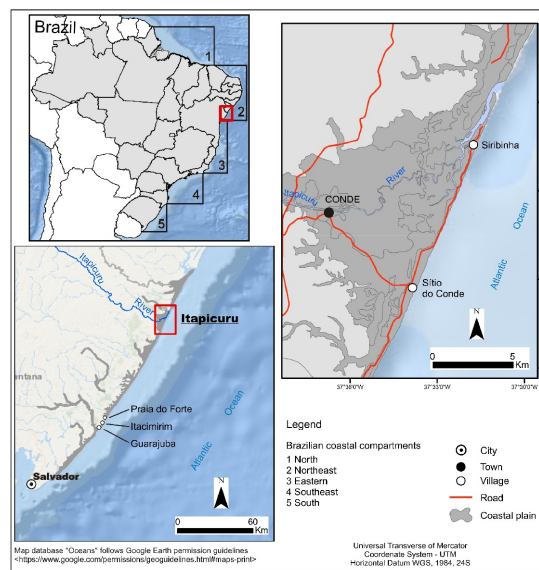 Brazil
1
2
3
4
5
Itapicuru
River
Itapicuru
entana
Praia do Forte
Itacimirim
Guarajuba
Salvador
Atlantic
Ocean
N
0
60
Km
Map database "Oceans" follows Google Earth permission guidelines
<https://www.google.com/permissions/geoguidelines.html#maps-print>
Siribinha
River
Itapicuru
CONDE
Sítio
do Conde
Atlantic
Ocean
N
0
5
Km
37°36'0"W
37°33'0"W
37°30'0"W
Legend
Brazilian coastal compartments
1 North
2 Northeast
3 Eastern
4 Southeast
5 South
City
Town
Village
Road
Coastal plain
Universal Transverse of Mercator
Coordenate System - UTM
Horizontal Datum WGS, 1984, 24S